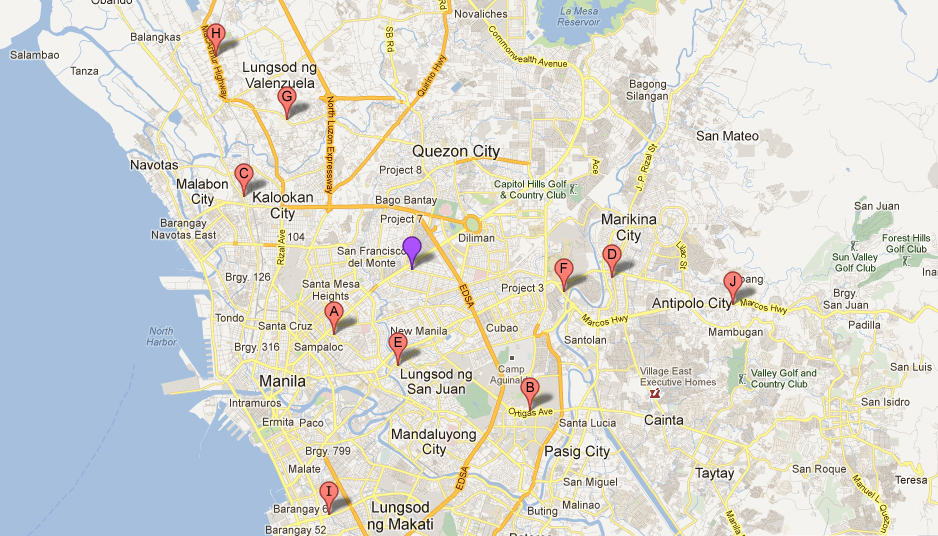 Obando
Novaliches
La Mesa
Reservoir
Balangkas
H
MacArthur Highway
SB Rd
Rd
Quirino Hwy
Commonwealth Avenue
Salambao
Tanza
Lungsod ng
Valenzuela
G
North Luzon Expressway
Bagong
Silangan
San Mateo
Quezon City
Navotas
Project 8
Ace
J. P. Rizal St
C
Malabon
City
Kalookan
City
Bago Bantay
Capitol Hills Golf
& Country Club
Barangay
Navotas East
Project 7
Marikina
City
San Juan
104
Rizal Ave
Diliman
Lilac St
Forest Hills
Golf Club
San Francisco
del Monte
Sun Valley
Golf Club
Brgy. 126
F
D
Ina
Santa Mesa
Heights
Project 3
EDSA
J
pang
Antipolo City
Marcos Hwy
Brgy.
San Juan
A
Tondo
Santa Cruz
North
Harbor
New Manila
Cubao
Marcos Hwy
Mambugan
Padilla
Brgy. 316
Sampaloc
E
Santolan
Manila
Lungsod ng
San Juan
Camp
Aguinal
Village East
Executive Homes
Valley Golf and
Country Club
San Luis
B
Intramuros
Ortigas Ave
San Isidro
Ermita
Paco
Santa Lucia
Cainta
Mandaluyong
City
Brgy. 799
Pasig City
Malate
EDSA
Taytay
San Roque
Teresa
I
San Miguel
Manuel L Quezon
Barangay 6
Lungsod
ng Makati
Malinao
Buting
Manila
Barangay 52